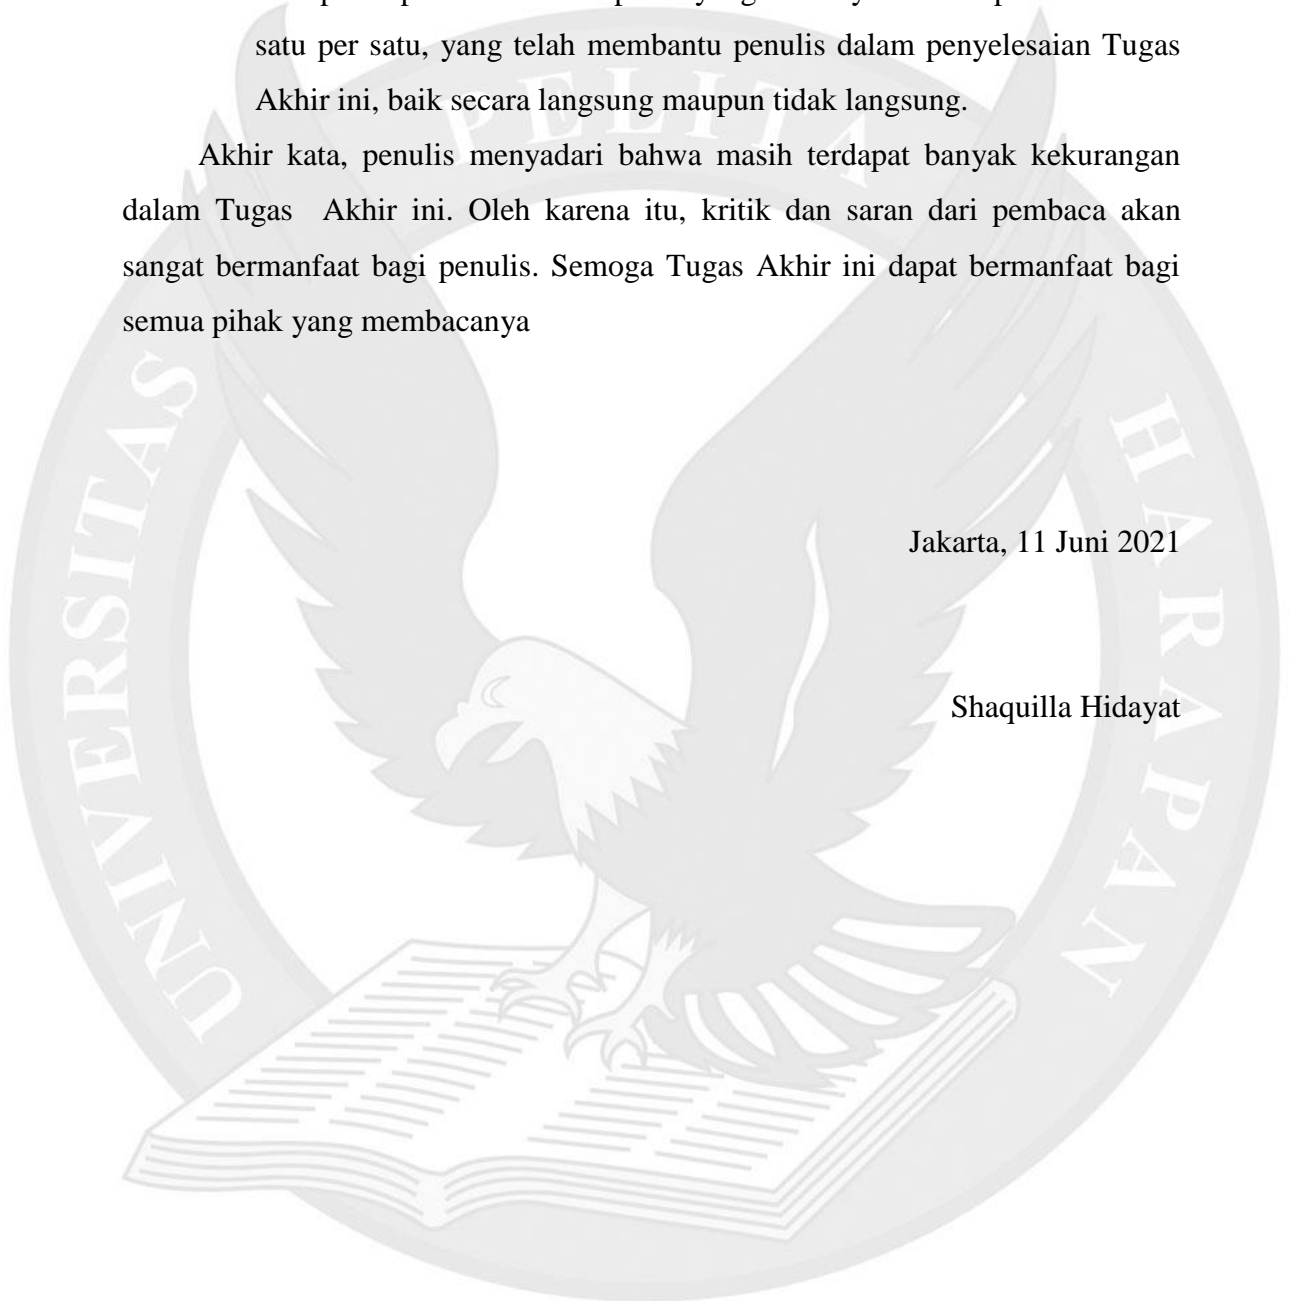 satu per satu, yang telah membantu penulis dalam penyelesaian Tugas
Akhir ini, baik secara langsung maupun tidak langsung.
Akhir kata, penulis menyadari bahwa masih terdapat banyak kekurangan
dalam Tugas  Akhir ini. Oleh karena itu, kritik dan saran dari pembaca akan
sangat bermanfaat bagi penulis. Semoga Tugas Akhir ini dapat bermanfaat bagi
semua pihak yang membacanya
Jakarta, 11 Juni 2021
Shaquilla Hidayat
UNIVERSITAS PELITA HARAPAN